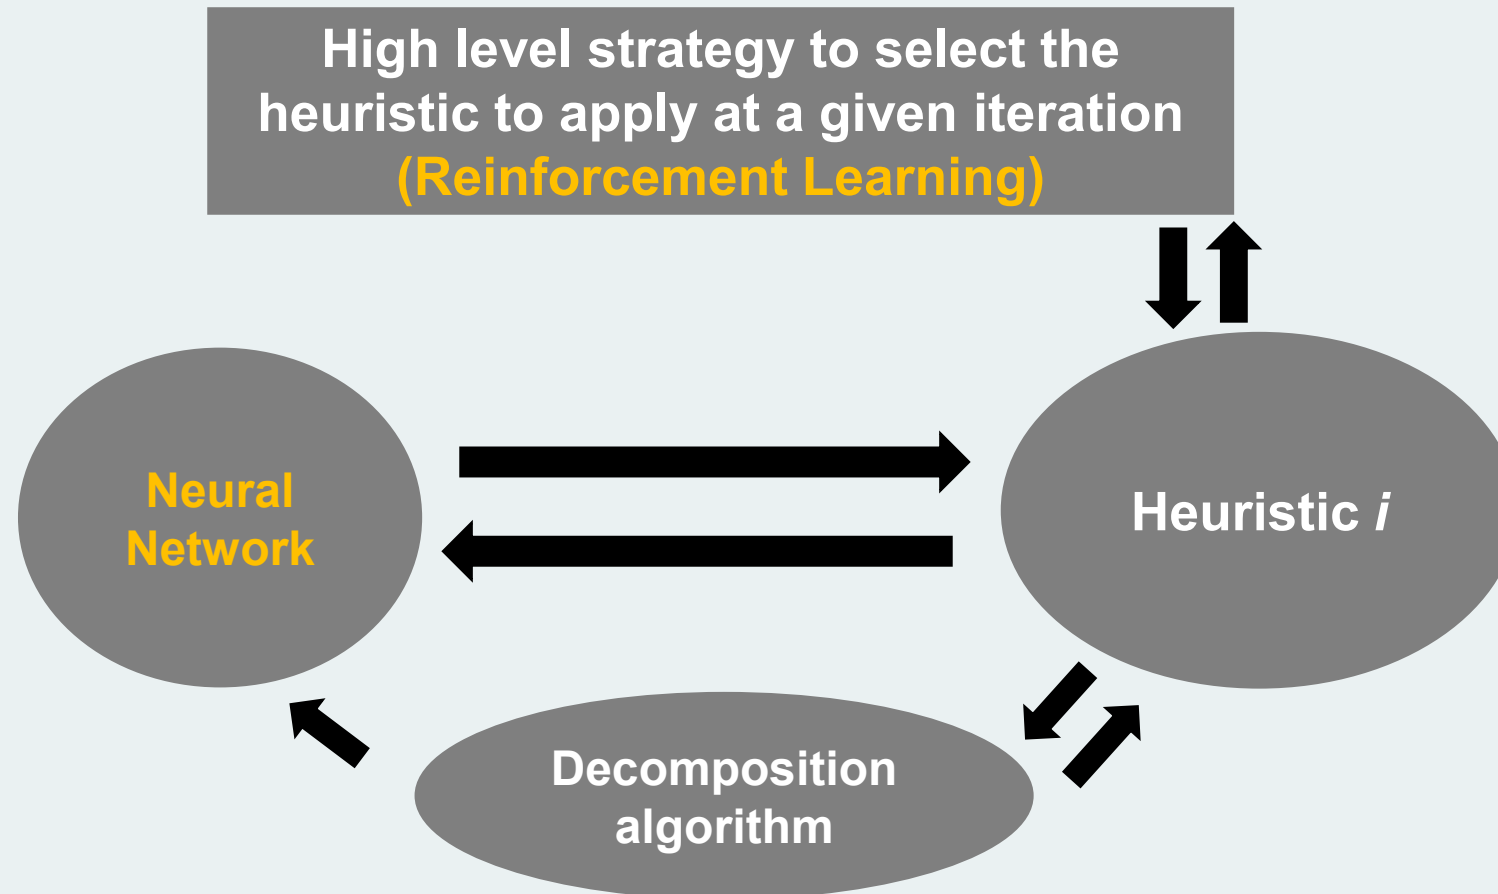 High level strategy to select the
heuristic to apply at a given iteration
(Reinforcement Learning)
Neural
Network
Heuristic i
Decomposition
algorithm